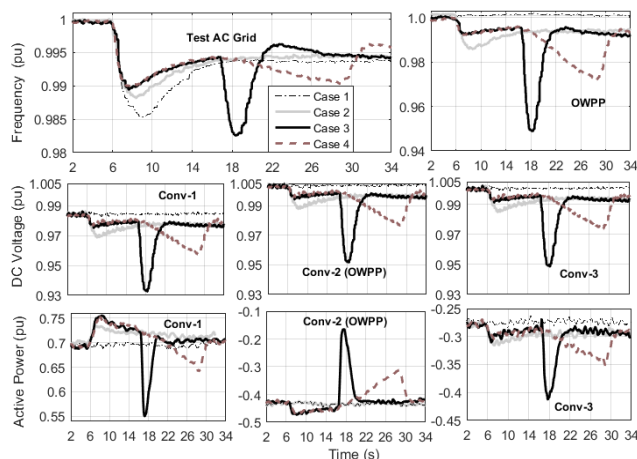 Test AC Grid
Frequency (pu)
1
0.995
0.99
0.985
0.98
2 6 10 14 18 22 26 30 34
Case 1
Case 2
Case 3
Case 4
OWPP
1.00
0.98
0.96
0.94
2 6 10 14 18 22 26 30 34
DC Voltage (pu)
Conv-1
1.005
0.99
0.97
0.95
0.93
2 6 10 14 18 22 26 30 34
Conv-2 (OWPP)
1.005
0.99
0.97
0.95
0.93
2 6 10 14 18 22 26 30 34
Conv-3
1.005
0.99
0.97
0.95
0.93
2 6 10 14 18 22 26 30 34
Active Power (pu)
Conv-1
0.75
0.7
0.65
0.6
0.55
2 6 10 14 18 22 26 30 34
Conv-2 (OWPP)
-0.1
-0.2
-0.3
-0.4
-0.5
2 6 10 14 18 22 26 30 34
Conv-3
-0.25
-0.3
-0.35
-0.4
-0.45
2 6 10 14 18 22 26 30 34
Time (s)